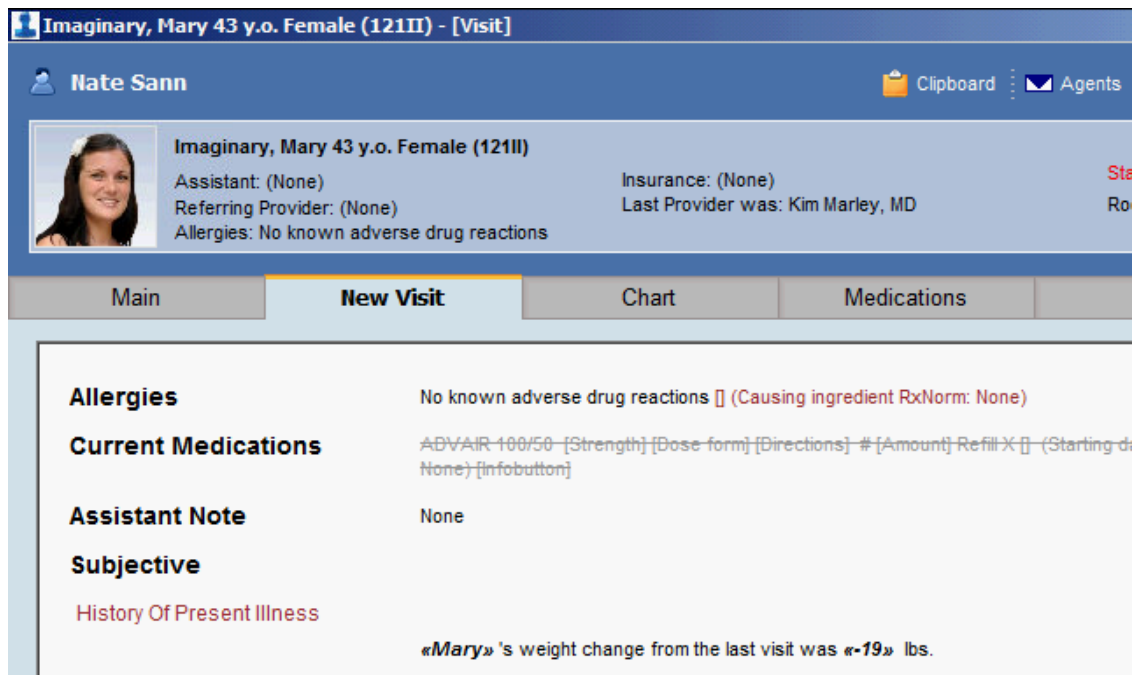 Imaginary, Mary 43 y.o. Female (121II) - [Visit]
Nate Sann
Clipboard
Agents
Imaginary, Mary 43 y.o. Female (121II)
Assistant: (None)
Insurance: (None)
Sta
Referring Provider: (None)
Last Provider was: Kim Marley, MD
Ro
Allergies: No known adverse drug reactions
Main
New Visit
Chart
Medications
Allergies
No known adverse drug reactions [] (Causing ingredient RxNorm: None)
Current Medications
ADVAIR 100/50 [Strength] [Dose form] [Directions] # [Amount] Refill X [] (Starting da
None) [Infobutton]
Assistant Note
None
Subjective
History Of Present Illness
«Mary» 's weight change from the last visit was «-19» lbs.